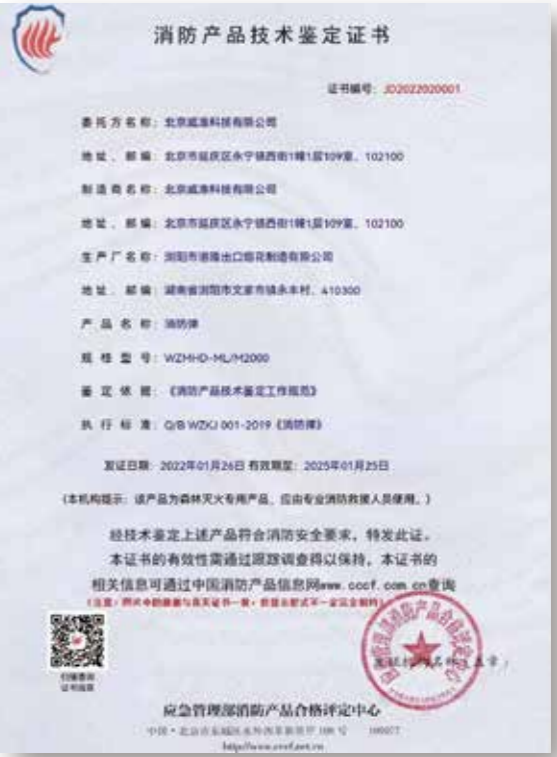 消防产品技术鉴定证书
证书编号：JD2022020001
委托方名称：北京威准科技有限公司
地址、邮编：北京市延庆区永宁镇西街1幢1层109室，102100
制造商名称：北京威准科技有限公司
地址、邮编：北京市延庆区永宁镇西街1幢1层109室，102100
生产厂名称：浏阳市港隆出口烟花制造有限公司
地址、邮编：湖南省浏阳市文家市镇永丰村，410300
产品名称：消防弹
规格型号：WZMHD-ML/M2000
鉴定依据：《消防产品技术鉴定工作规范》
执行标准：Q/B WZKJ 001-2019《消防弹》
发证日期：2022年01月26日 有效期至：2025年01月25日
（本机构提示：该产品为森林灭火专用产品，应由专业消防救援人员使用。）
经技术鉴定上述产品符合消防安全要求，特发此证。
本证书的有效性需通过跟踪调查得以保持，本证书的
相关信息可通过中国消防产品信息网www.cccf.com.cn查询
扫描查询
证书信息
应急管理部消防产品合格评定中心